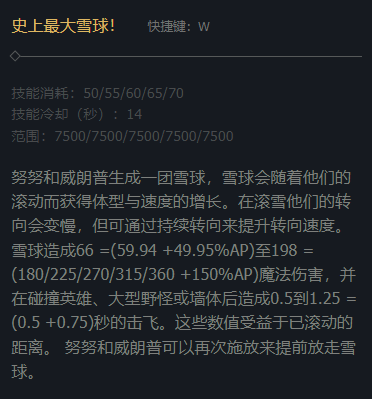 史上最大雪球! 快捷键：W
技能消耗：50/55/60/65/70
技能冷却（秒）：14
范围：7500/7500/7500/7500/7500
努努和威朗普生成一团雪球，雪球会随着他们的
滚动而获得体型与速度的增长。在滚雪他们的转
向会变慢，但可通过持续转向来提升转向速度。
雪球造成66 =(59.94 +49.95%AP)至198 =
(180/225/270/315/360 +150%AP)魔法伤害，并
在碰撞英雄、大型野怪或墙体后造成0.5到1.25 =
(0.5 +0.75)秒的击飞。这些数值受益于已滚动的
距离。 努努和威朗普可以再次施放来提前放走雪
球。